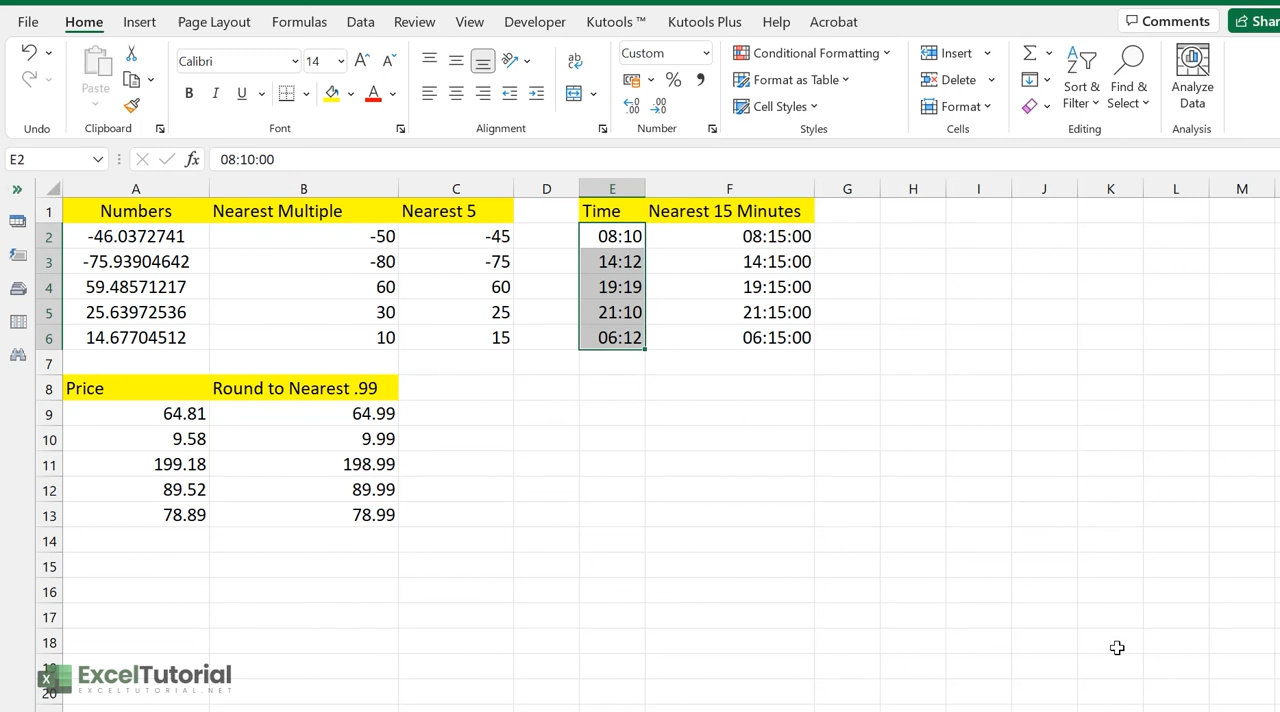 File Home Insert Page Layout Formulas Data Review View Developer Kutools ™ Kutools Plus Help Acrobat Comments Shar
Calibri 14 Custom Conditional Formatting Insert
Paste B I U Format as Table Delete Sort & Filter Find & Select Analyze Data
Cell Styles Format
Undo Clipboard Font Alignment Number Styles Cells Editing Analysis
E2 fx 08:10:00
A B C D E F G H I J K L M
1 Numbers Nearest Multiple Nearest 5 Time Nearest 15 Minutes
2 -46.0372741 -50 -45 08:10 08:15:00
3 -75.93904642 -80 -75 14:12 14:15:00
4 59.48571217 60 60 19:19 19:15:00
5 25.63972536 30 25 21:10 21:15:00
6 14.67704512 10 15 06:12 06:15:00
7
8 Price Round to Nearest .99
9 64.81 64.99
10 9.58 9.99
11 199.18 198.99
12 89.52 89.99
13 78.89 78.99
14
15
16
17
18
19
20
ExcelTutorial
EXCELTUTORIAL.NET